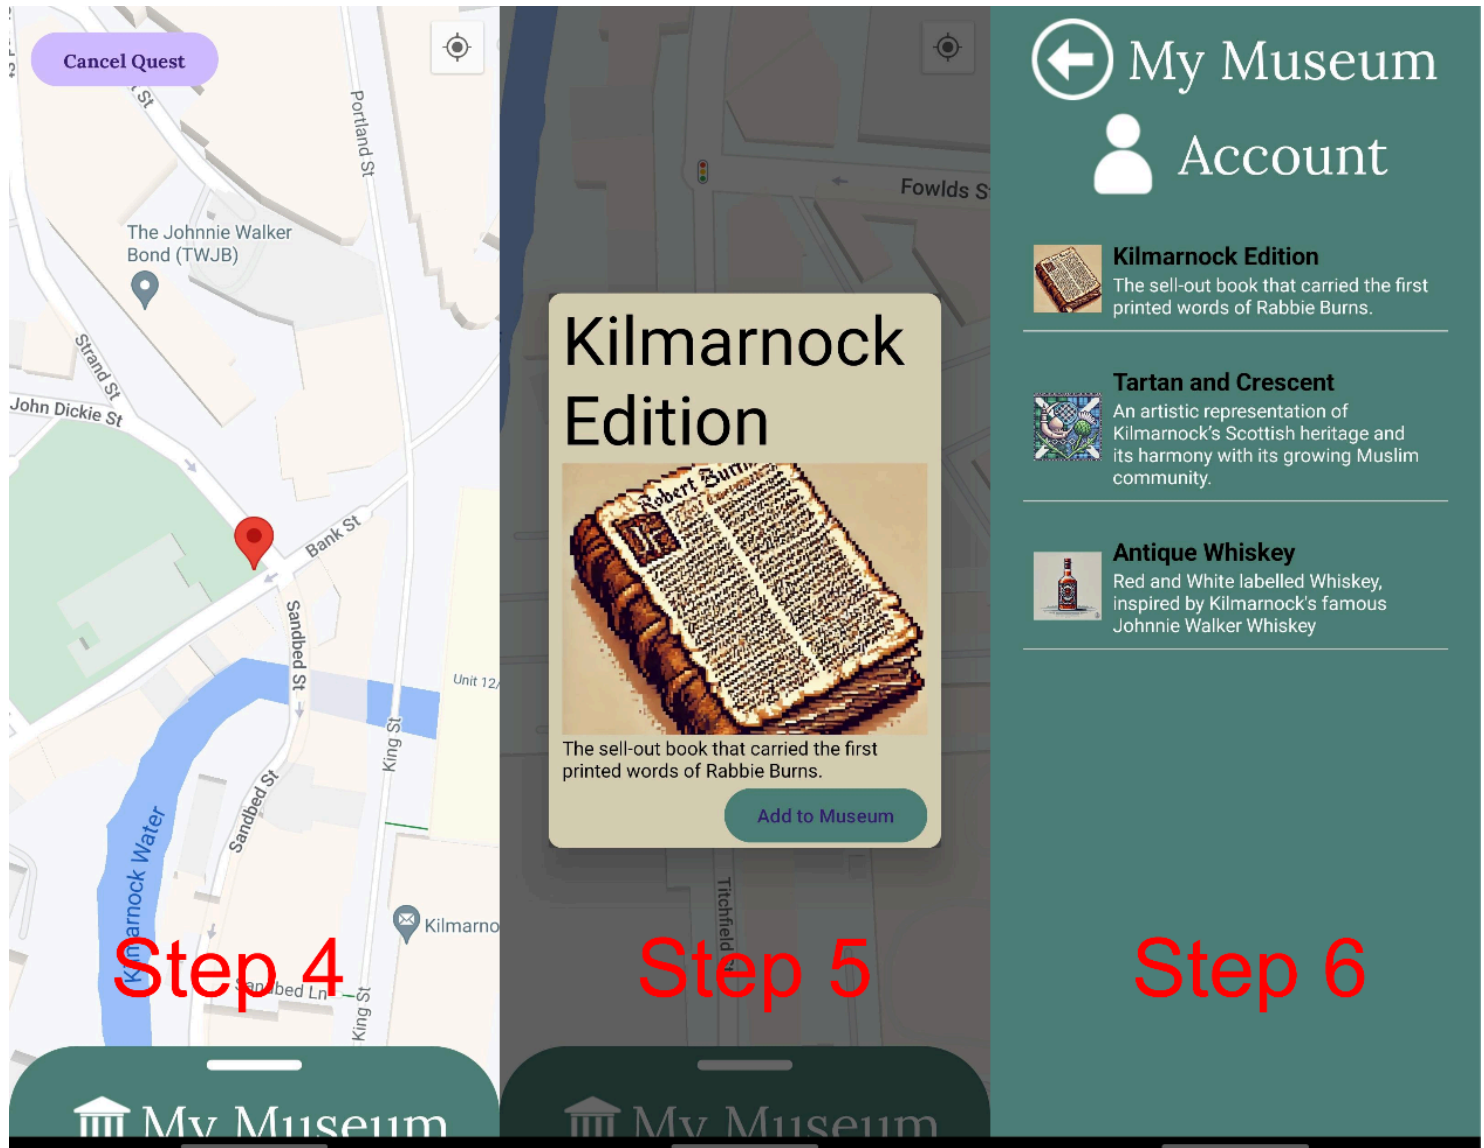 Cancel Quest
St
Portland St
The Johnnie Walker
Bond (TWJB)
Strand St
John Dickie St
Bank St
Sandbed St
Unit 12/
King St
Sandbed St
Kilmarnock Water
Kilmarno
Sandbed Ln
King St
Step 4
My Museum
Fowlds S
Kilmarnock
Edition
Robert Burns
The sell-out book that carried the first
printed words of Rabbie Burns.
Add to Museum
Titchfield St
Step 5
My Museum
My Museum
Account
Kilmarnock Edition
The sell-out book that carried the first
printed words of Rabbie Burns.
Tartan and Crescent
An artistic representation of
Kilmarnock's Scottish heritage and
its harmony with its growing Muslim
community.
Antique Whiskey
Red and White labelled Whiskey,
inspired by Kilmarnock's famous
Johnnie Walker Whiskey
Step 6